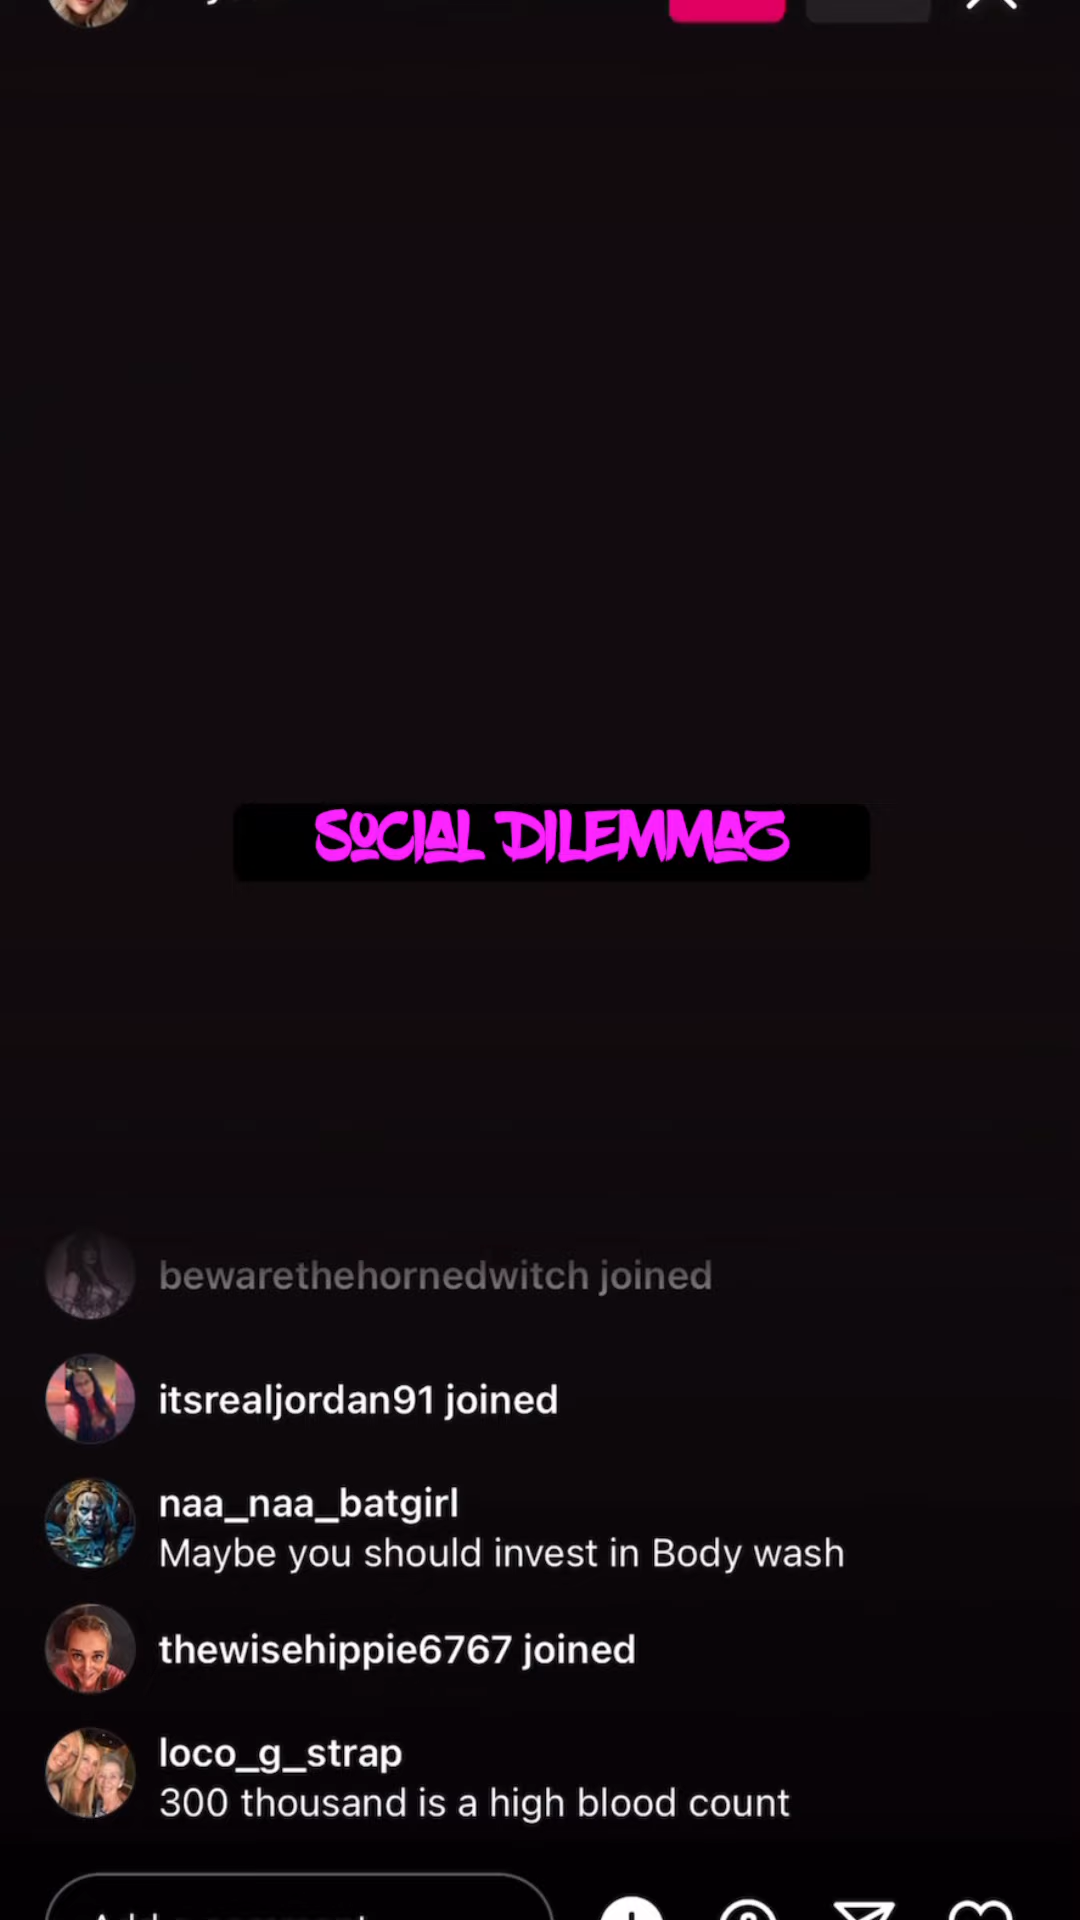 SOCIAL DILEMMAZ
bewarethehornedwitch joined
itsrealjordan91 joined
naa_naa_batgirl
Maybe you should invest in Body wash
thewisehippie6767 joined
loco_g_strap
300 thousand is a high blood count